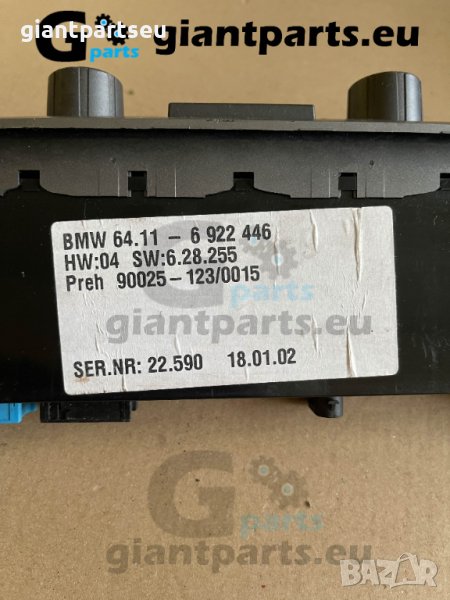 giantpartseu
giantparts.eu
BMW 64.11 - 6 922 446
HW:04 SW:6.28.255
Preh 90025-123/0015
parts
giantparts.eu
SER.NR: 22.590 18.01.02
G
parts
giantparts.eu
BAZAR